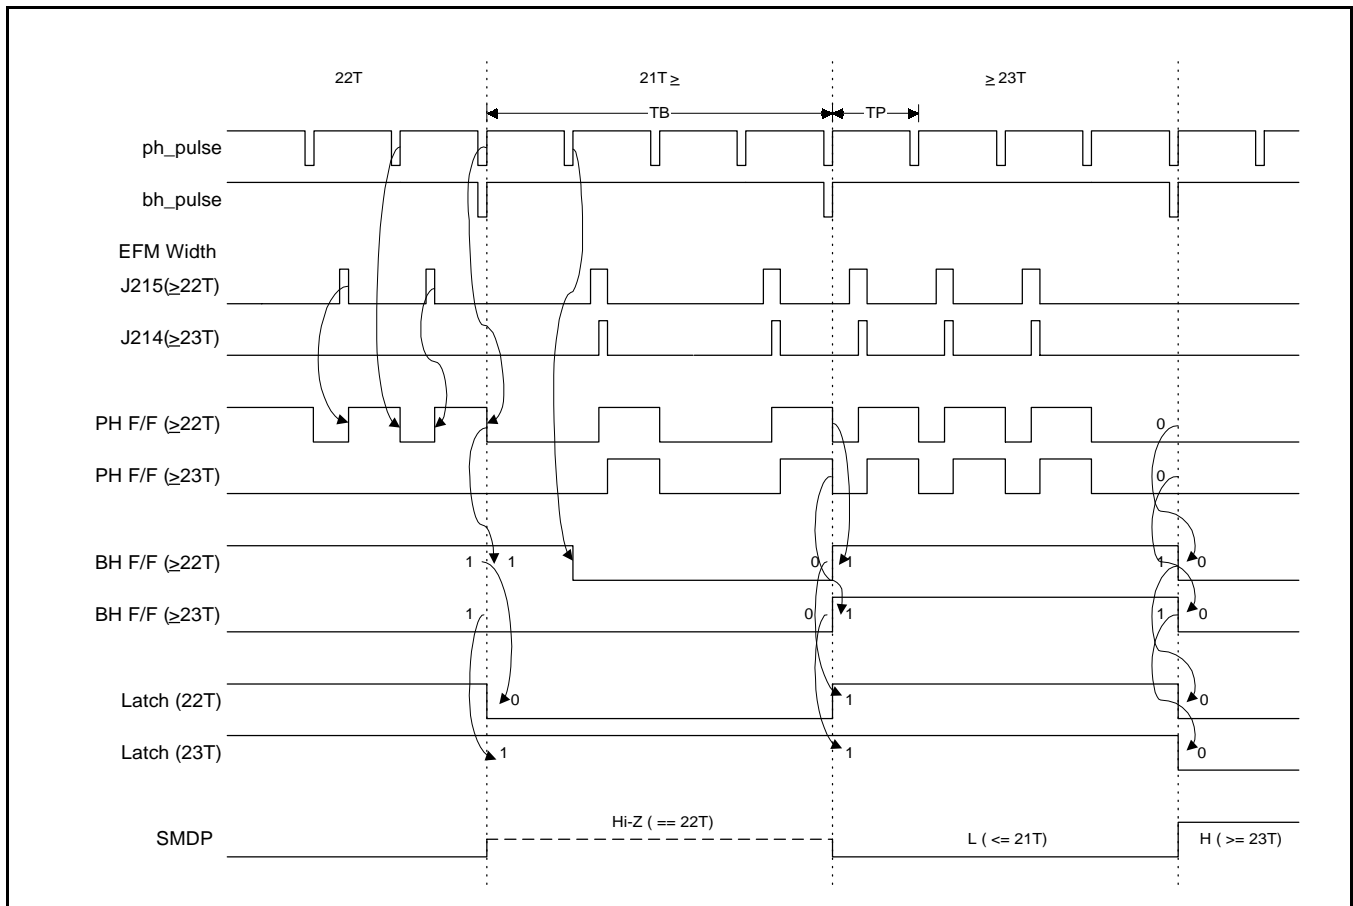 22T
21T ≥
≥ 23T
TB
TP
ph_pulse
bh_pulse
EFM Width
J215(≥22T)
J214(≥23T)
PH F/F (≥22T)
0
PH F/F (≥23T)
0
BH F/F (≥22T)
1 1 0 1 1 0
BH F/F (≥23T)
1 0 1 1 0
Latch (22T)
0 1 0
Latch (23T)
1 1 0
Hi-Z ( == 22T)
SMDP
L ( <= 21T)
H ( >= 23T)